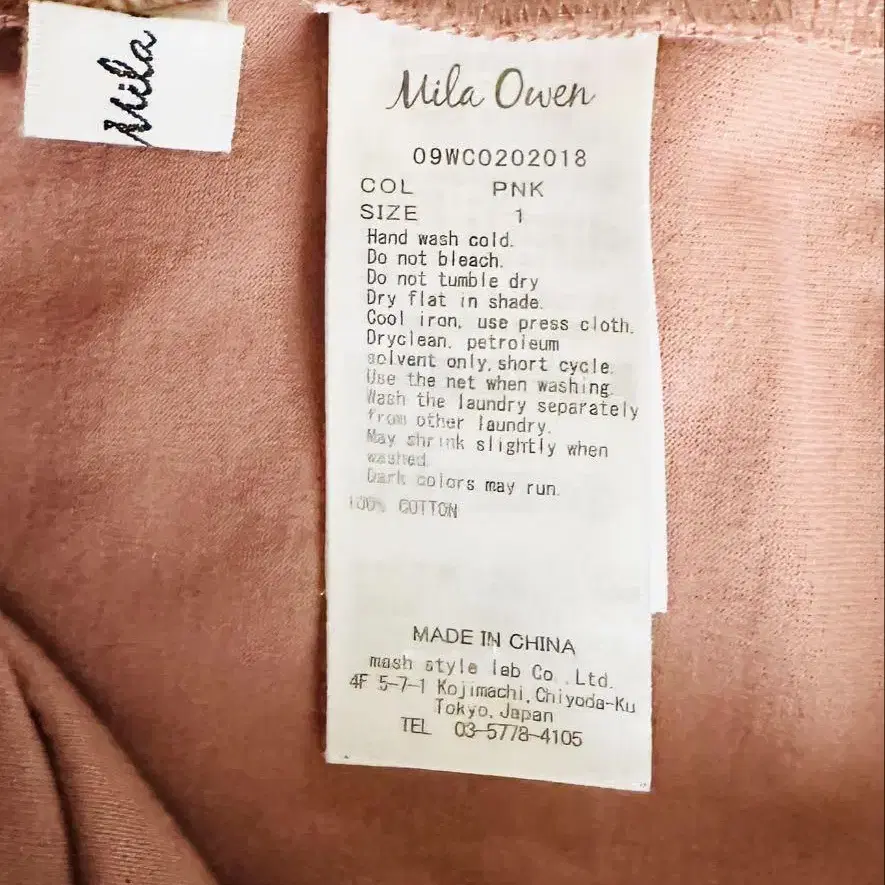 Mila
Mila Owen
09WCO202018
COL PNK
SIZE 1
Hand wash cold.
Do not bleach.
Do not tumble dry
Dry flat in shade.
Cool iron, use press cloth.
Dryclean, petroleium
solvent only, short cycle.
Use the net when washing.
Wash the laundry separately
from other laundry.
May shrink slightly when
washed.
Dark colors may run.
100% COTTON
MADE IN CHINA
mash style lab Co.,Ltd.
4F 5-7-1 Kojimachi,Chiyoda-Ku
Tokyo,Japan
TEL 03-5778-4105